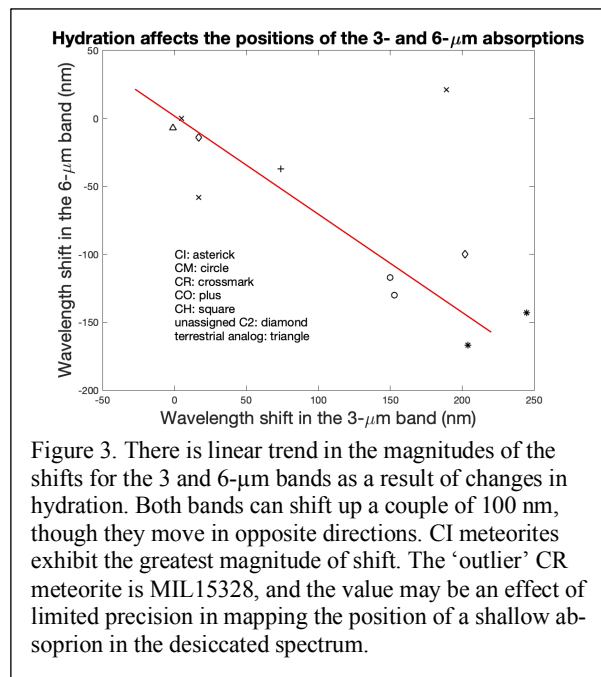 Hydration affects the positions of the 3- and 6-μm absorptions
50
0
-50
-100
-150
-200
Wavelength shift in the 6-μm band (nm)
CI: asterick
CM: circle
CR: crossmark
CO: plus
CH: square
unassigned C2: diamond
terrestrial analog: triangle
-50 0 50 100 150 200 250
Wavelength shift in the 3-μm band (nm)
Figure 3. There is linear trend in the magnitudes of the
shifts for the 3 and 6-μm bands as a result of changes in
hydration. Both bands can shift up a couple of 100 nm,
though they move in opposite directions. CI meteorites
exhibit the greatest magnitude of shift. The ‘outlier’ CR
meteorite is MIL15328, and the value may be an effect of
limited precision in mapping the position of a shallow ab-
soprion in the desiccated spectrum.